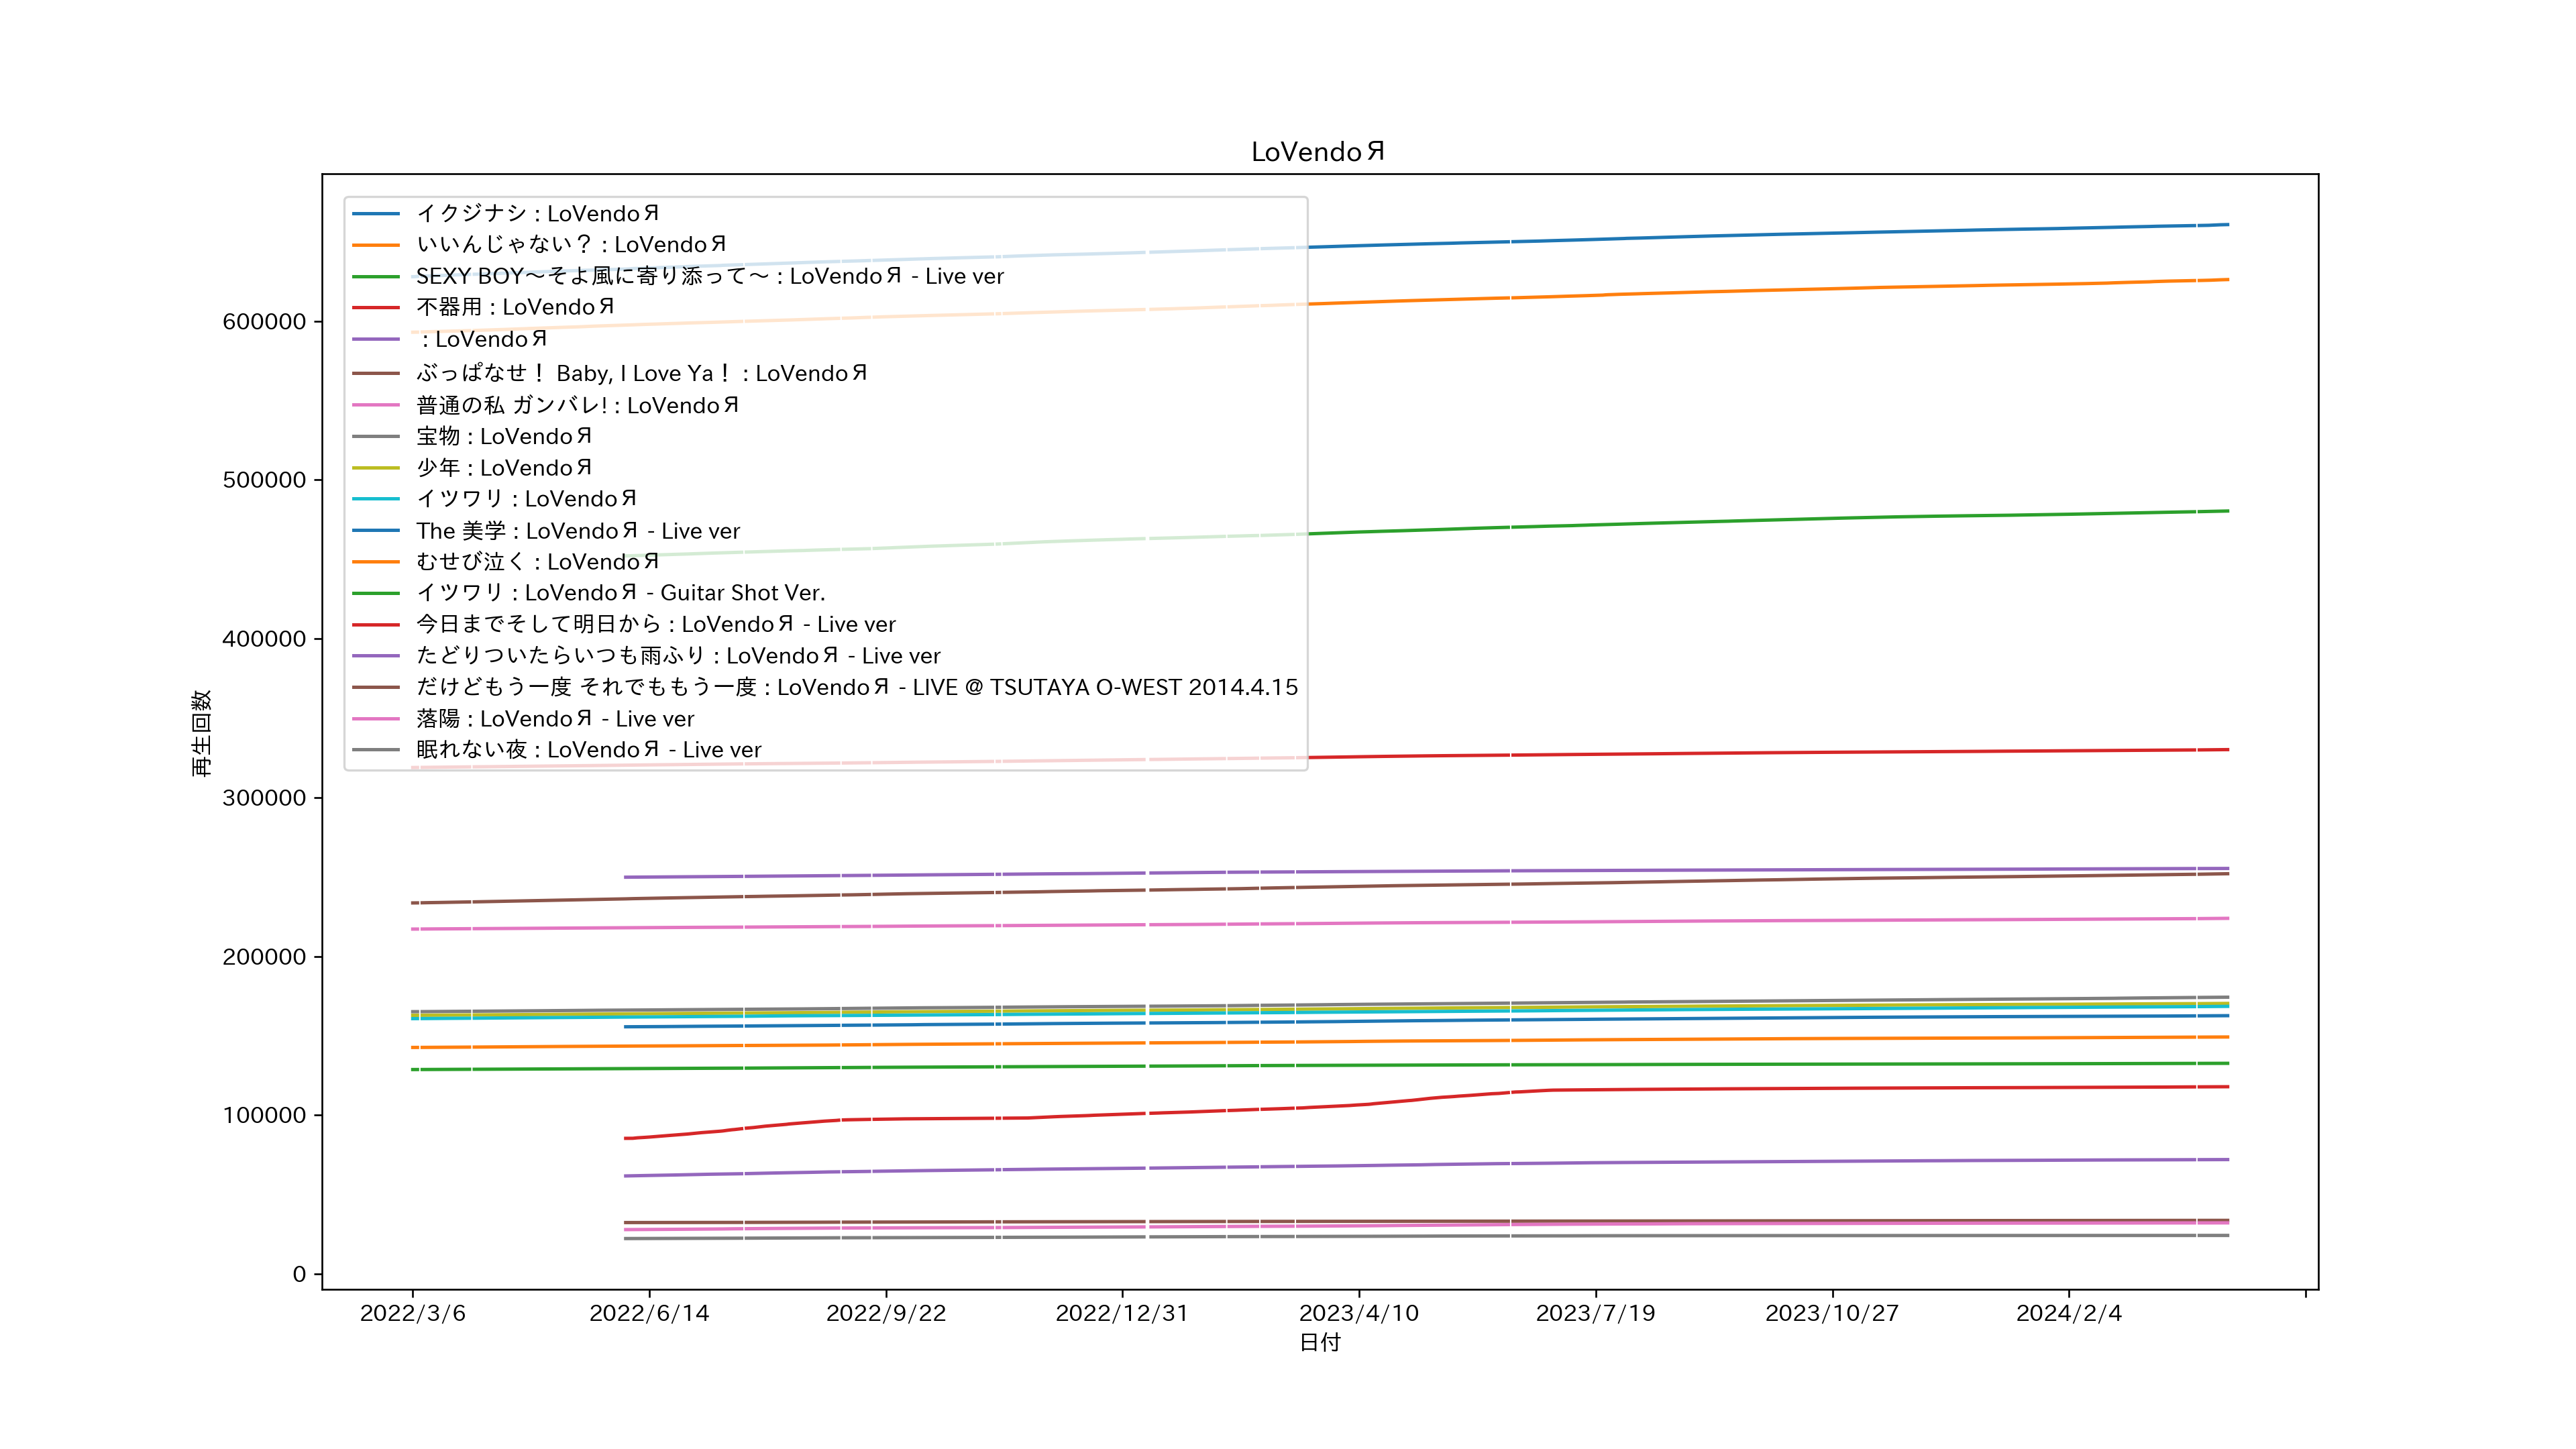 LoVendoЯ
イクジナシ : LoVendoЯ
いいんじゃない？ : LoVendoЯ
SEXY BOY～そよ風に寄り添って～ : LoVendoЯ - Live ver
不器用 : LoVendoЯ
: LoVendoЯ
ぶっぱなせ！ Baby, I Love Ya！ : LoVendoЯ
普通の私 ガンバレ! : LoVendoЯ
宝物 : LoVendoЯ
少年 : LoVendoЯ
イツワリ : LoVendoЯ
The 美学 : LoVendoЯ - Live ver
むせび泣く : LoVendoЯ
イツワリ : LoVendoЯ - Guitar Shot Ver.
今日までそして明日から : LoVendoЯ - Live ver
たどりついたらいつも雨ふり : LoVendoЯ - Live ver
だけどもう一度 それでももう一度 : LoVendoЯ - LIVE @ TSUTAYA O-WEST 2014.4.15
落陽 : LoVendoЯ - Live ver
眠れない夜 : LoVendoЯ - Live ver
再生回数
600000
500000
400000
300000
200000
100000
0
2022/3/6 2022/6/14 2022/9/22 2022/12/31 2023/4/10 2023/7/19 2023/10/27 2024/2/4
日付